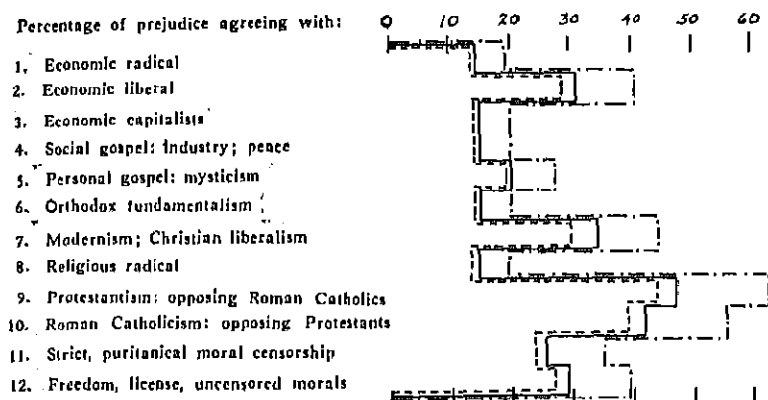 Percentage of prejudice agreeing with: 0 10 20 30 40 50 60
1. Economic radical
2. Economic liberal
3. Economic capitalists
4. Social gospel: industry; peace
5. Personal gospel: mysticism
6. Orthodox fundamentalism
7. Modernism; Christian liberalism
8. Religious radical
9. Protestantism: opposing Roman Catholics
10. Roman Catholicism: opposing Protestants
11. Strict, puritanical moral censorship
12. Freedom, license, uncensored morals